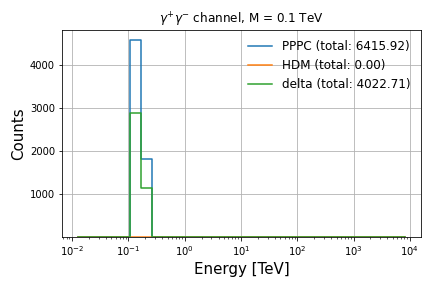 γ⁺γ⁻ channel, M = 0.1 TeV
PPPC (total: 6415.92)
HDM (total: 0.00)
delta (total: 4022.71)
Counts
4000
3000
2000
1000
10⁻² 10⁻¹ 10⁰ 10¹ 10² 10³ 10⁴
Energy [TeV]